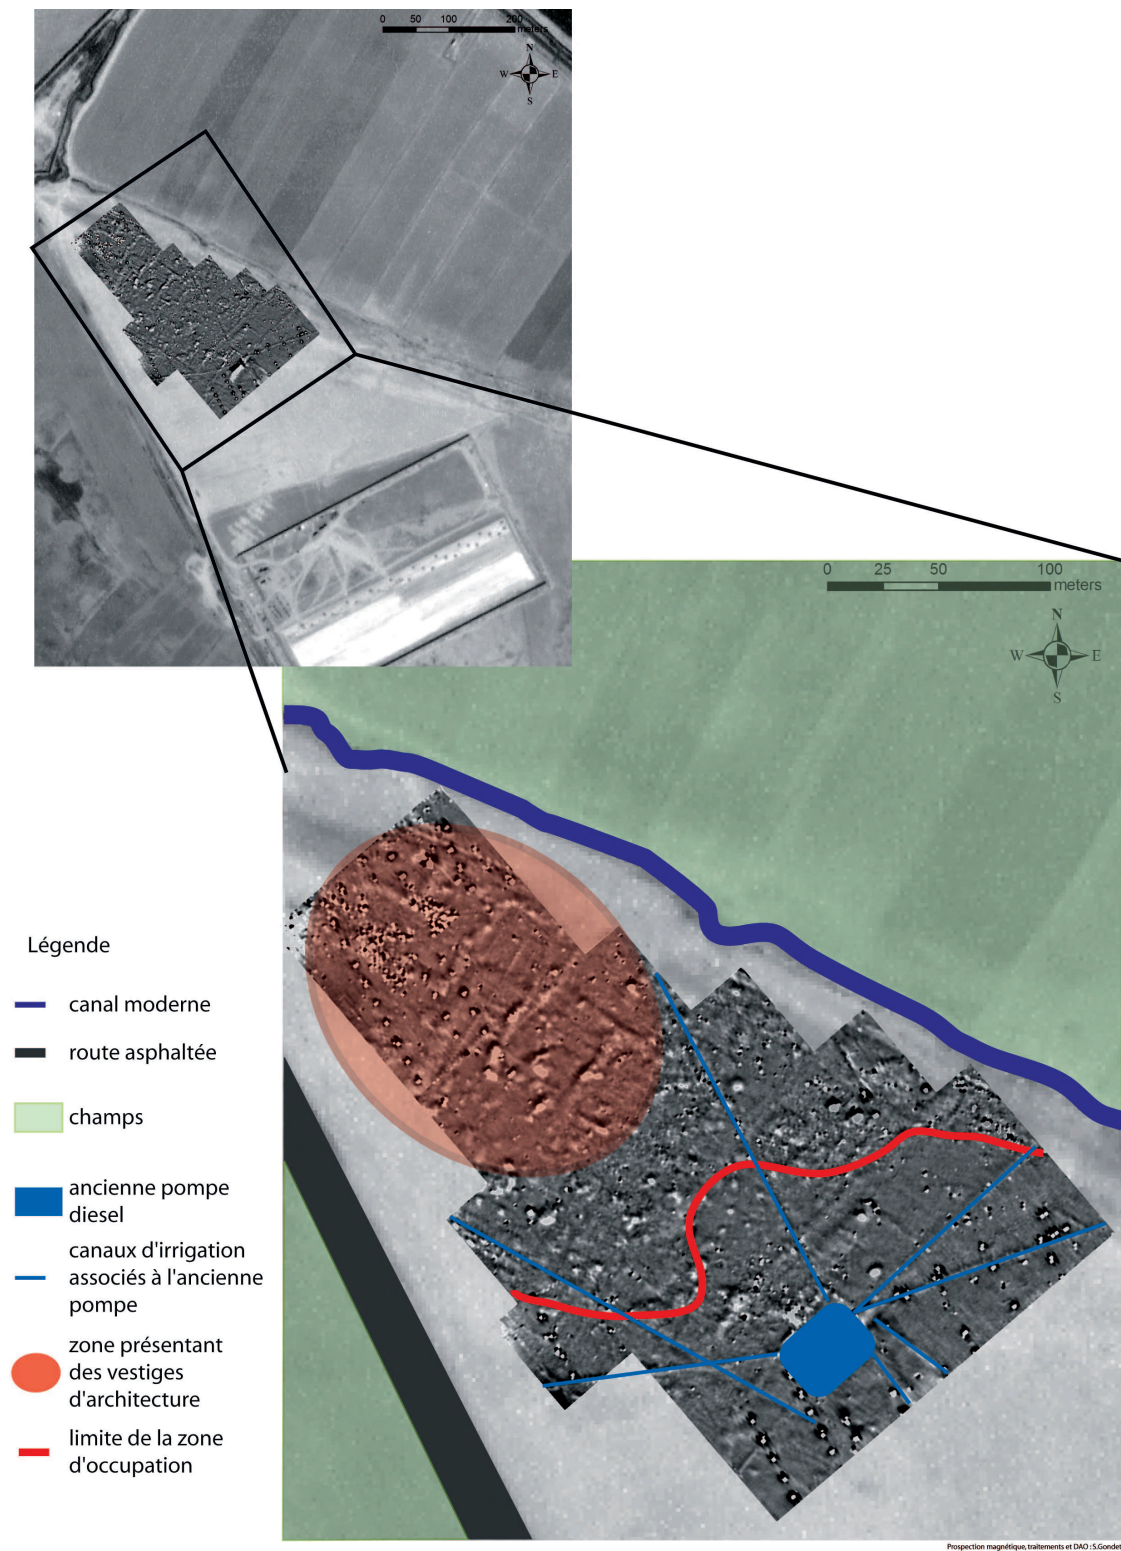 0 50 100 200
meters
N
W E
S
0 25 50 100
meters
N
W E
S
Légende
canal moderne
route asphaltée
champs
ancienne pompe
diesel
canaux d'irrigation
associés à l'ancienne
pompe
zone présentant
des vestiges
d'architecture
limite de la zone
d'occupation
Prospection magnétique, traitements et DAO : S.Gondet